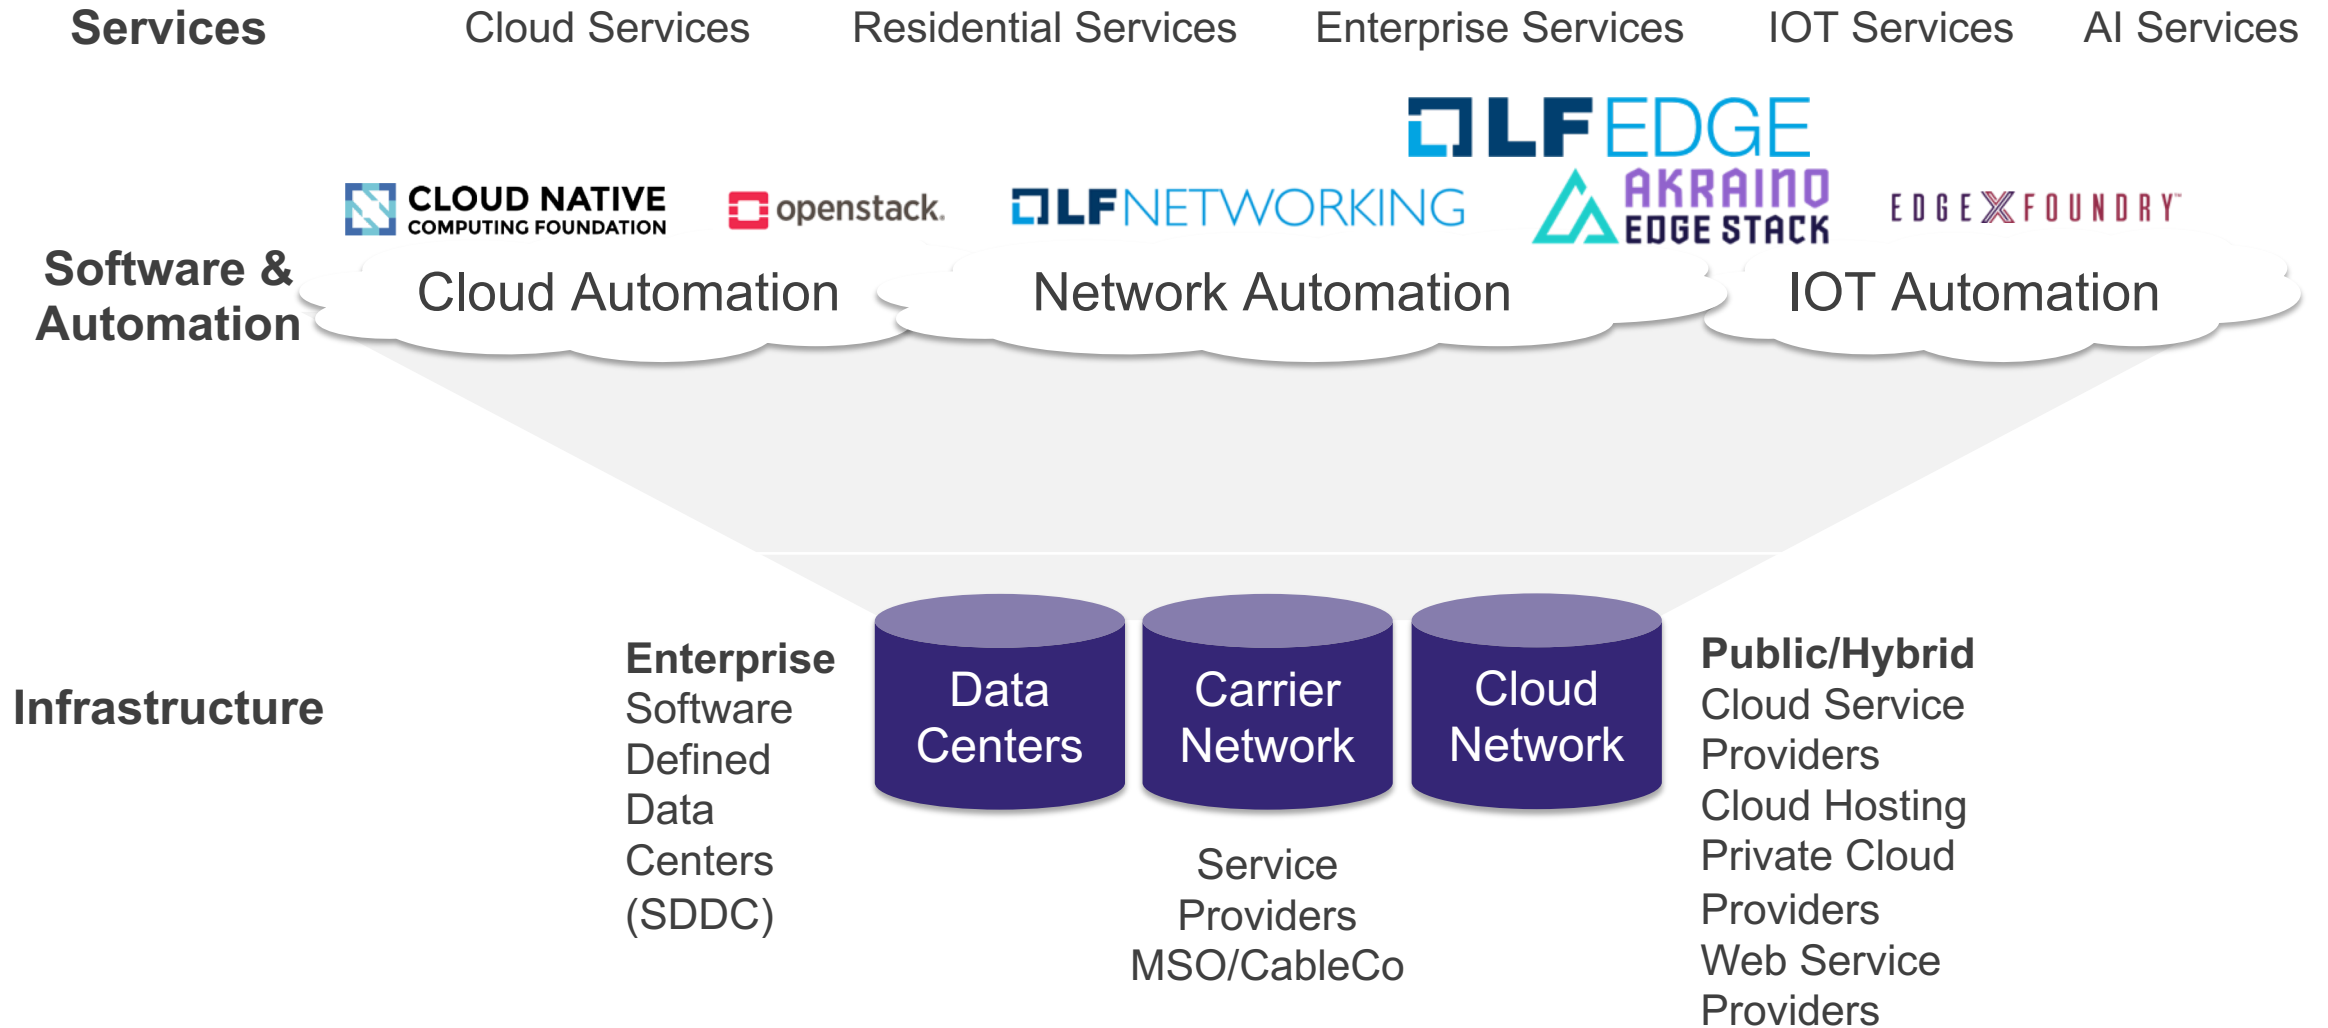 Services
Cloud Services
Residential Services
Enterprise Services
IOT Services
AI Services
LF EDGE
CLOUD NATIVE
COMPUTING FOUNDATION
openstack.
LF NETWORKING
AKRAINO
EDGE STACK
EDGE X FOUNDRY™
Software &
Automation
Cloud Automation
Network Automation
IOT Automation
Infrastructure
Enterprise
Software
Defined
Data
Centers
(SDDC)
Data
Centers
Carrier
Network
Cloud
Network
Service
Providers
MSO/CableCo
Public/Hybrid
Cloud Service
Providers
Cloud Hosting
Private Cloud
Providers
Web Service
Providers